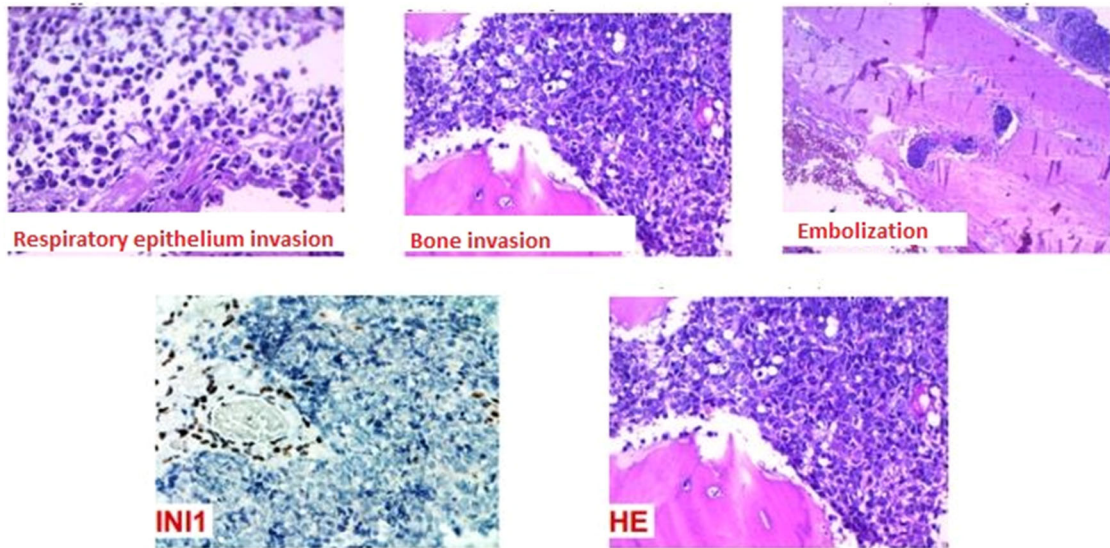 Respiratory epithelium invasion
Bone invasion
Embolization
INI1
HE